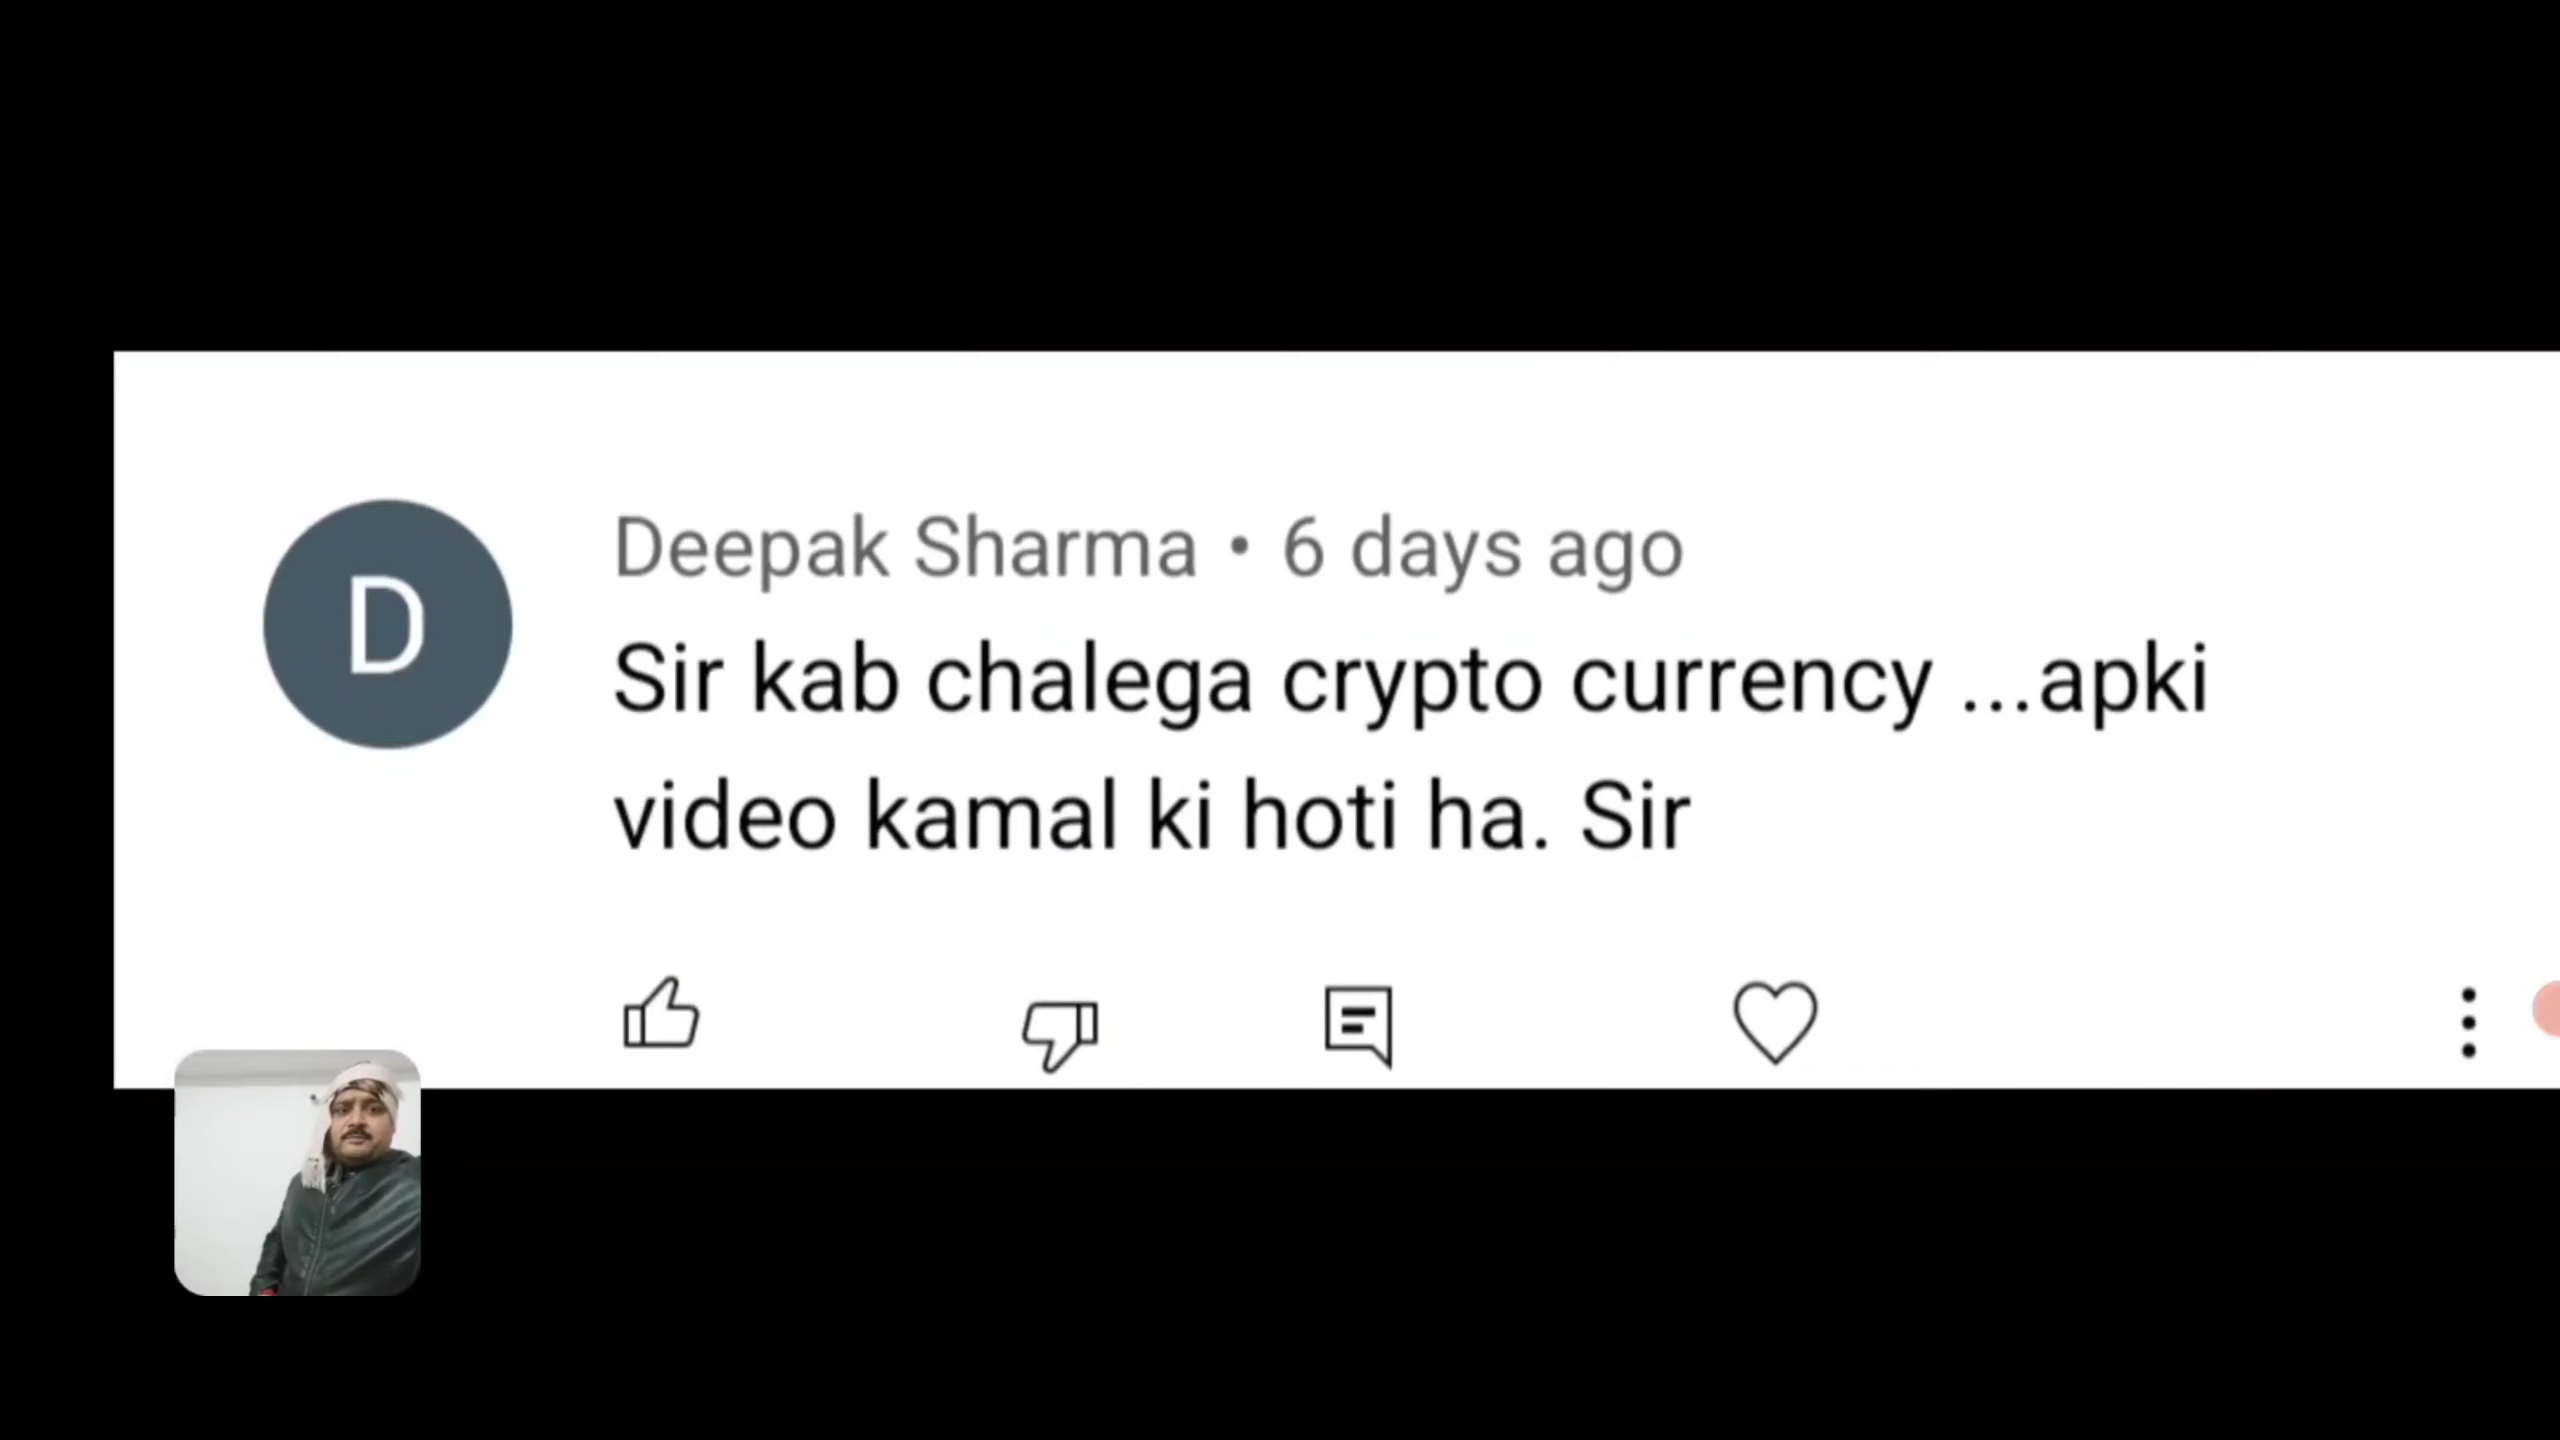 D
Deepak Sharma • 6 days ago
Sir kab chalega crypto currency ...apki
video kamal ki hoti ha. Sir